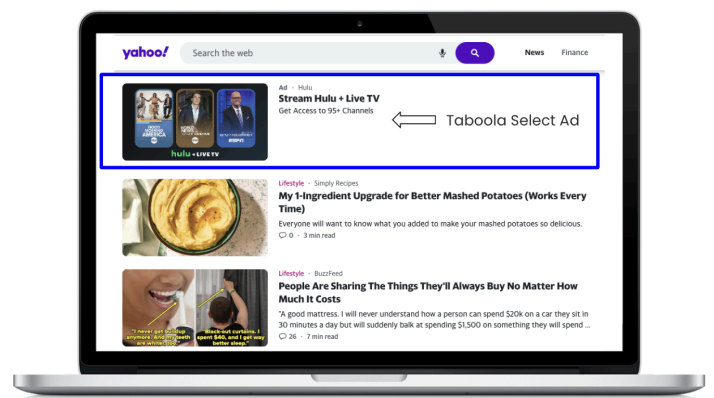 yahoo!
Search the web
News
Finance
Ad · Hulu
Stream Hulu + Live TV
Get Access to 95+ Channels
Taboola Select Ad
GOOD
MORNING
AMERICA
WORLD
NEWS
hulu + LIVE TV
Lifestyle · Simply Recipes
My 1-Ingredient Upgrade for Better Mashed Potatoes (Works Every
Time)
Everyone will want to know what you added to make your mashed potatoes so delicious.
0 · 3 min read
Lifestyle · BuzzFeed
People Are Sharing The Things They'll Always Buy No Matter How
Much It Costs
"A good mattress. I will never understand how a person can spend $20k on a car they sit in
30 minutes a day but will suddenly balk at spending $1,500 on something they will spend ...
26 · 7 min read
"I never get buildup
anymore. And my teeth
are whiter, too."
"Black-out curtains. I
spent $40, and I get way
better sleep."